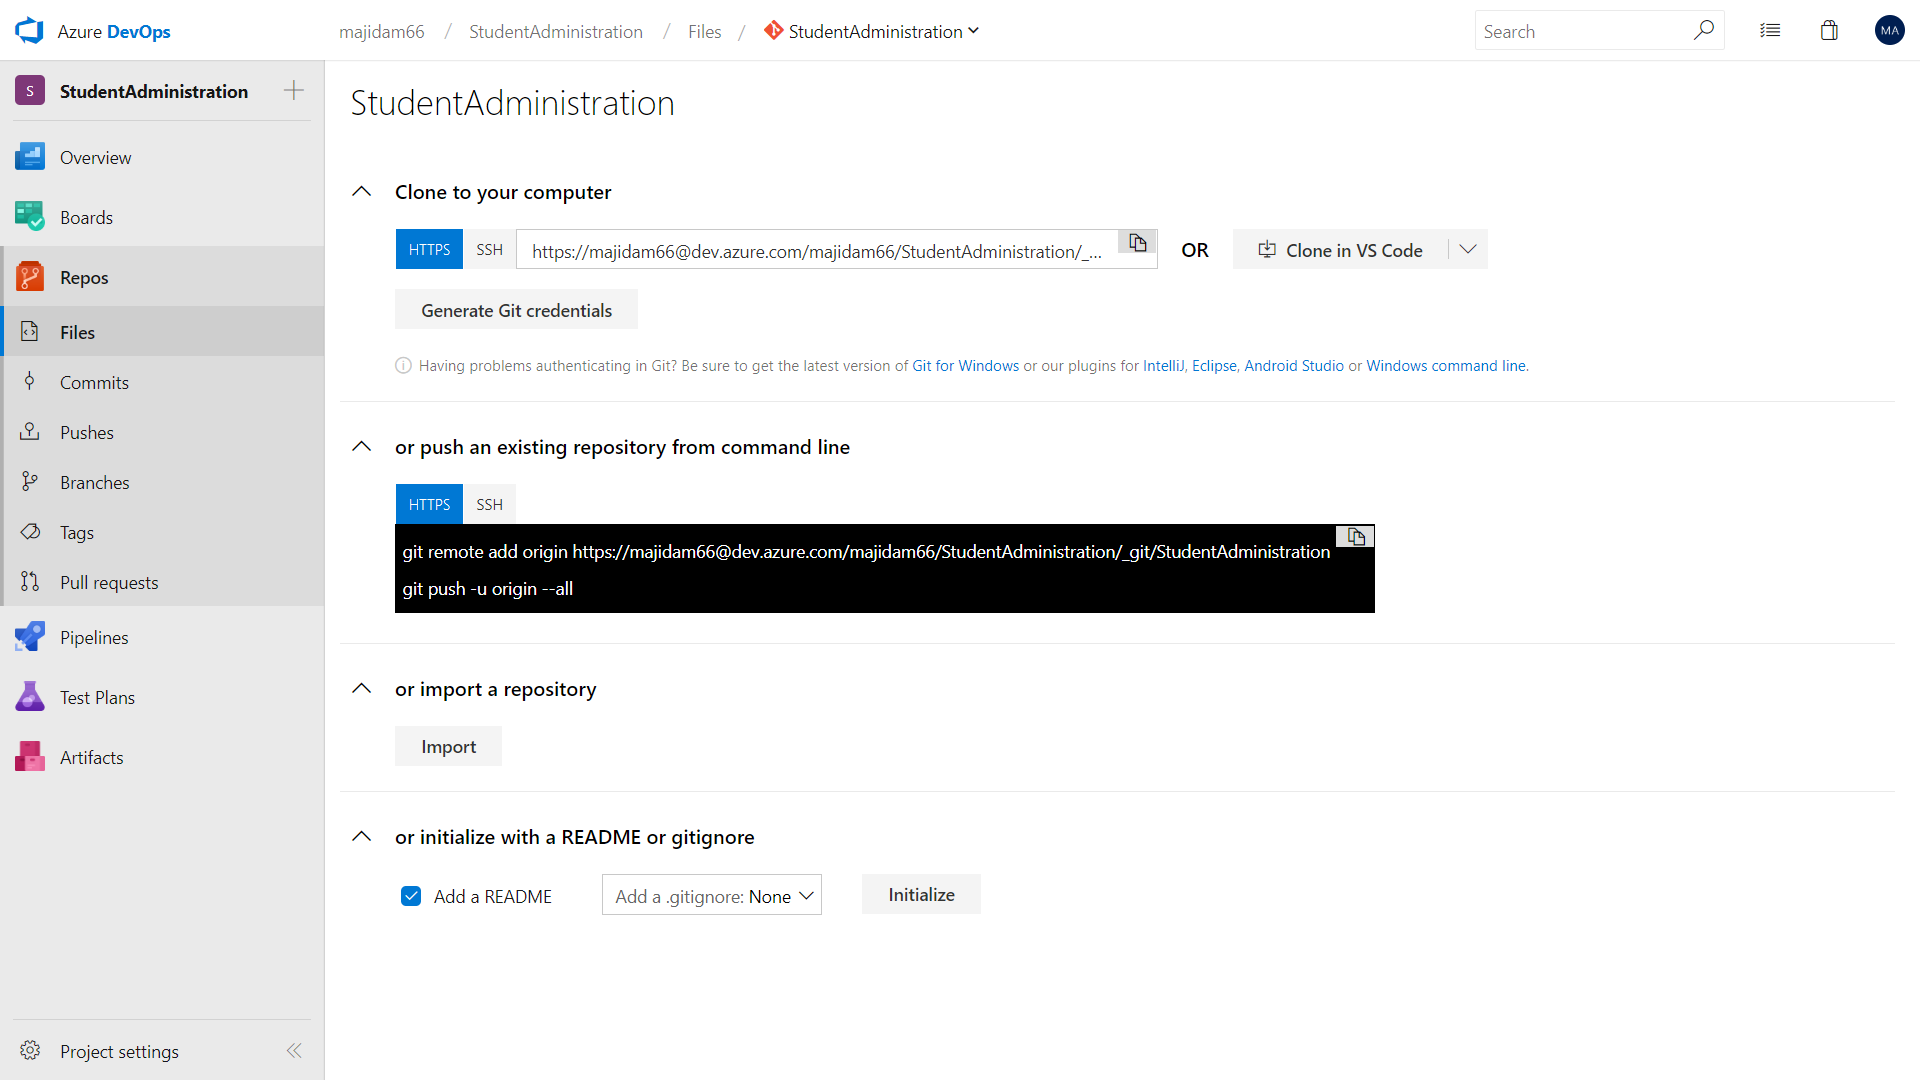 Azure DevOps
majidam66 / StudentAdministration / Files / StudentAdministration
Search
MA
S StudentAdministration
Overview
Boards
Repos
Files
Commits
Pushes
Branches
Tags
Pull requests
Pipelines
Test Plans
Artifacts
Project settings
StudentAdministration
Clone to your computer
HTTPS SSH https://majidam66@dev.azure.com/majidam66/StudentAdministration/_... OR Clone in VS Code
Generate Git credentials
Having problems authenticating in Git? Be sure to get the latest version of Git for Windows or our plugins for IntelliJ, Eclipse, Android Studio or Windows command line.
or push an existing repository from command line
HTTPS SSH
git remote add origin https://majidam66@dev.azure.com/majidam66/StudentAdministration/_git/StudentAdministration
git push -u origin --all
or import a repository
Import
or initialize with a README or gitignore
Add a README Add a .gitignore: None Initialize